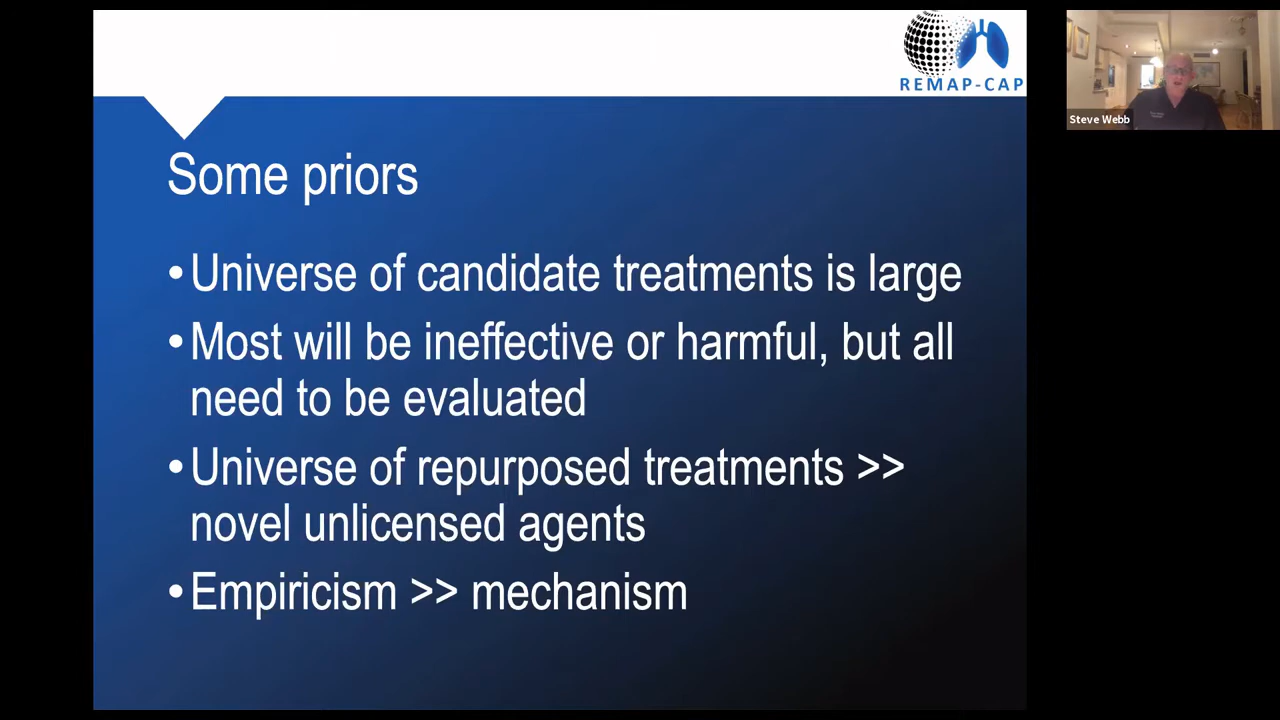 REMAP-CAP
Steve Webb
Some priors
•Universe of candidate treatments is large
•Most will be ineffective or harmful, but all
need to be evaluated
•Universe of repurposed treatments >>
novel unlicensed agents
•Empiricism >> mechanism